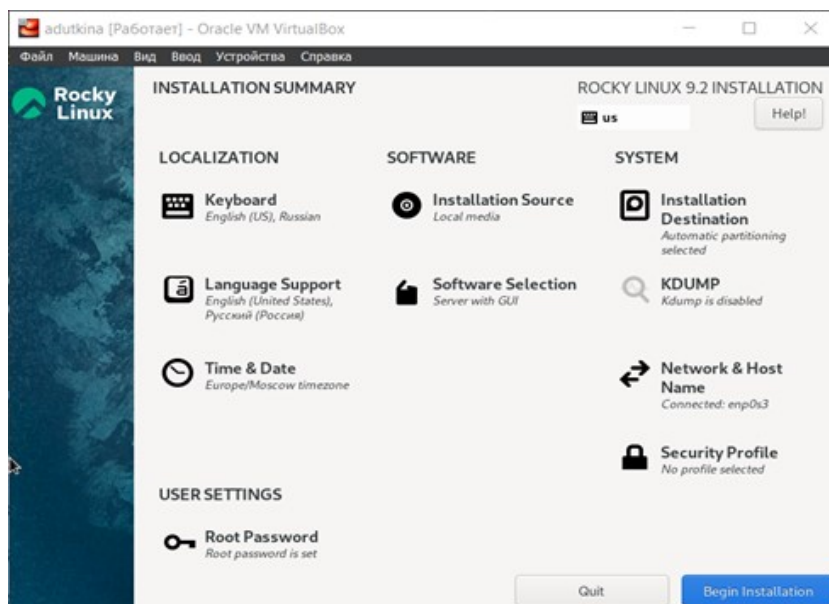 adutkina [Работает] - Oracle VM VirtualBox
Файл Машина Вид Ввод Устройства Справка
Rocky
Linux
INSTALLATION SUMMARY
ROCKY LINUX 9.2 INSTALLATION
us
Help!
LOCALIZATION
Keyboard
English (US), Russian
Language Support
English (United States),
Русский (Россия)
Time & Date
Europe/Moscow timezone
SOFTWARE
Installation Source
Local media
Software Selection
Server with GUI
SYSTEM
Installation
Destination
Automatic partitioning
selected
KDUMP
Kdump is disabled
Network & Host
Name
Connected: enp0s3
Security Profile
No profile selected
USER SETTINGS
Root Password
Root password is set
Quit
Begin Installation